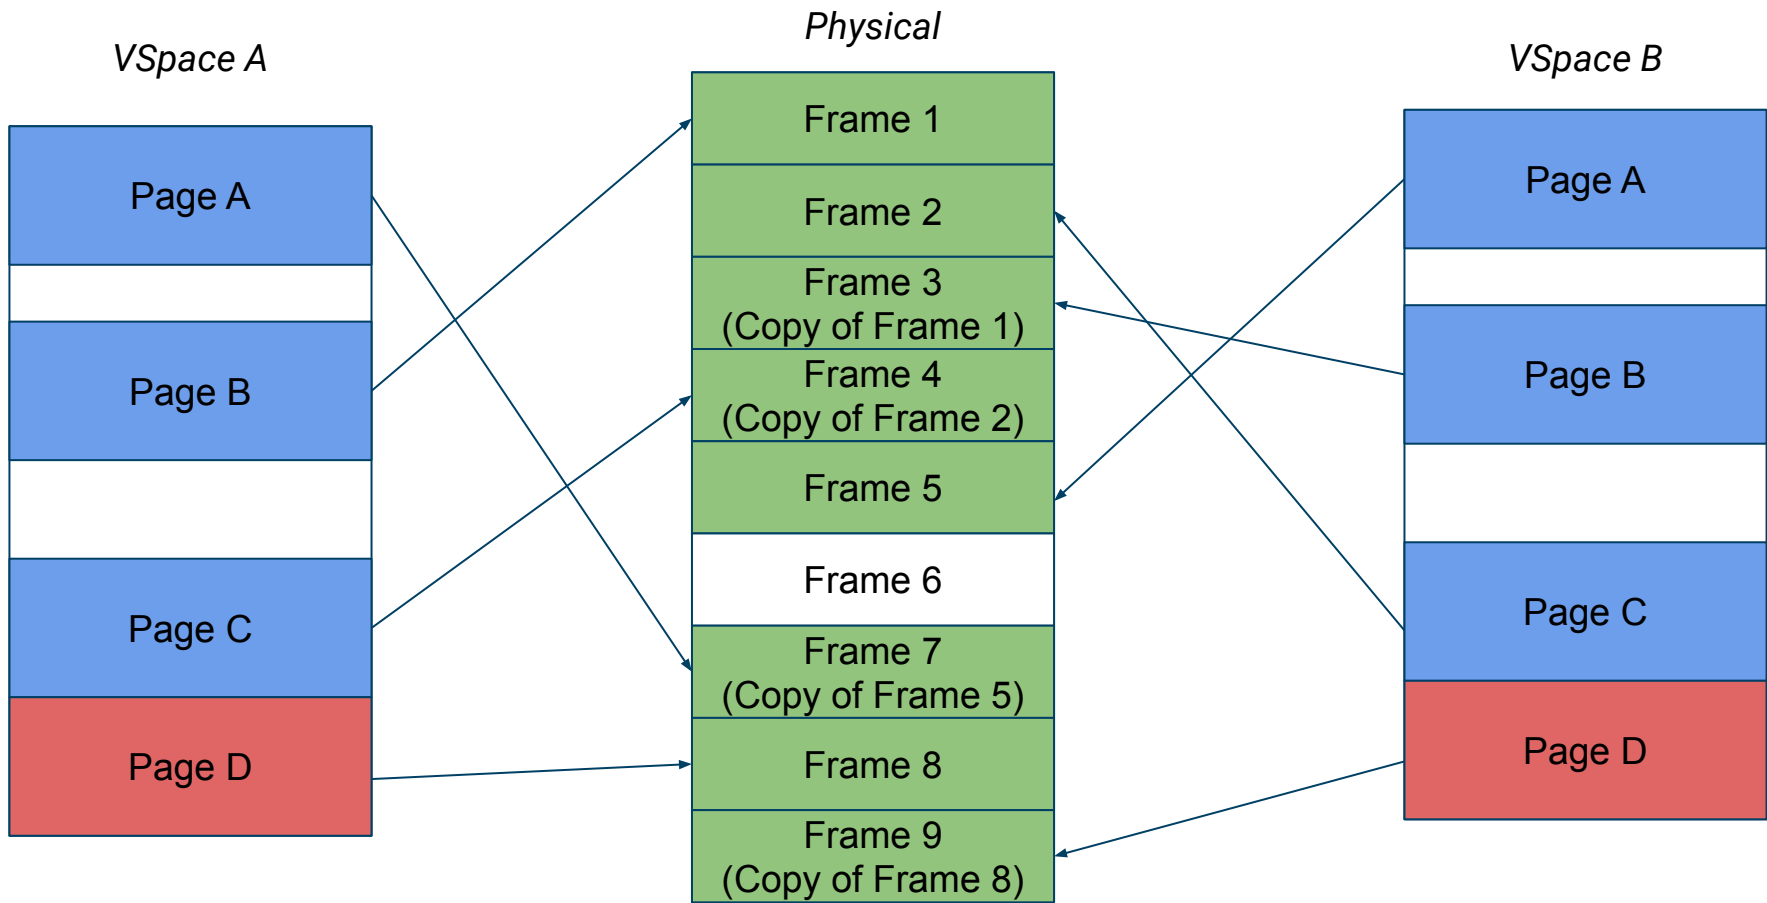 VSpace A
Page A
Page B
Page C
Page D
Physical
Frame 1
Frame 2
Frame 3
(Copy of Frame 1)
Frame 4
(Copy of Frame 2)
Frame 5
Frame 6
Frame 7
(Copy of Frame 5)
Frame 8
Frame 9
(Copy of Frame 8)
VSpace B
Page A
Page B
Page C
Page D